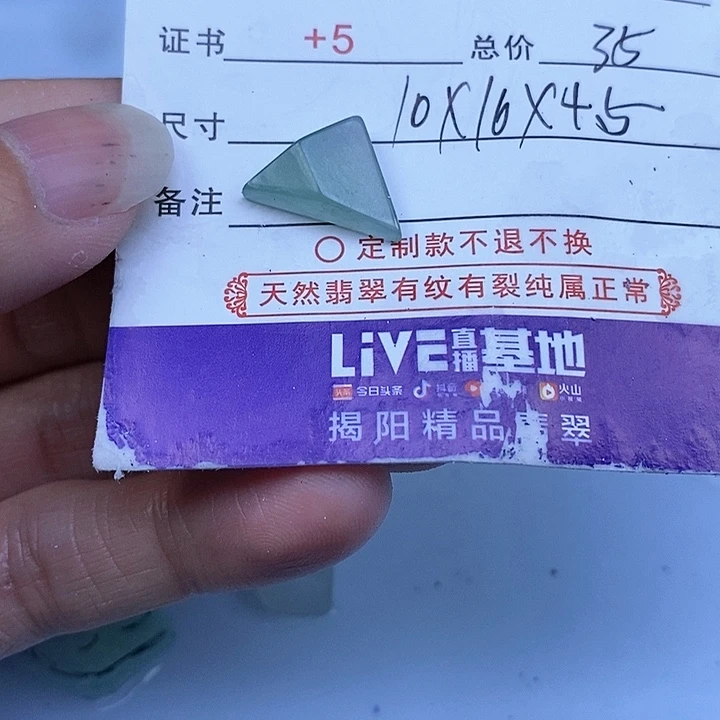 证书 +5 总价 35
尺寸 10X16X4.5
备注
○ 定制款不退不换
天然翡翠有纹有裂纯属正常
LiVE直播基地
头条 今日头条 抖音 火山
揭阳精品 翠